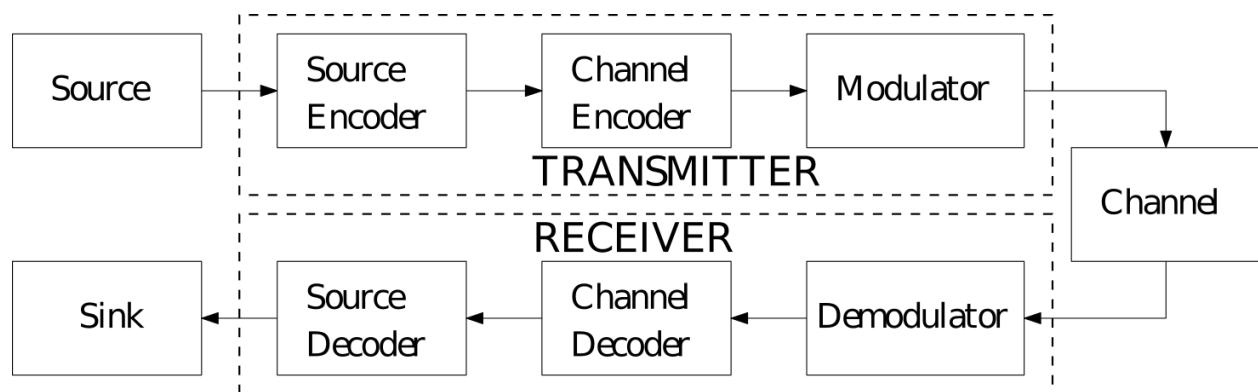 Source
Source
Encoder
Channel
Encoder
Modulator
TRANSMITTER
Channel
RECEIVER
Sink
Source
Decoder
Channel
Decoder
Demodulator